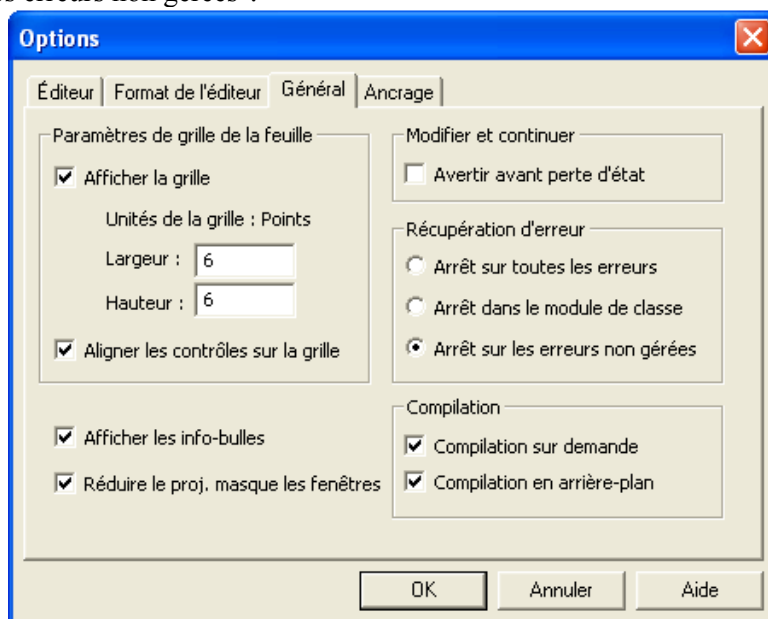 erreurs non gérées".
Options
Éditeur
Format de l'éditeur
Général
Ancrage
Paramètres de grille de la feuille
Afficher la grille
Unités de la grille : Points
Largeur : 6
Hauteur : 6
Aligner les contrôles sur la grille
Afficher les info-bulles
Réduire le proj. masque les fenêtres
Modifier et continuer
Avertir avant perte d'état
Récupération d'erreur
Arrêt sur toutes les erreurs
Arrêt dans le module de classe
Arrêt sur les erreurs non gérées
Compilation
Compilation sur demande
Compilation en arrière-plan
OK
Annuler
Aide